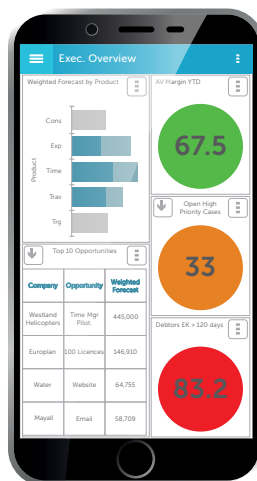 Exec. Overview
Weighted Forecast by Product
Product
Cons
Exp
Time
Trav
Trg
AV Margin YTD
67.5
Open High
Priority Cases
33
Top 10 Opportunities
Company Opportunity Weighted
Forecast
Westland
Helicopters Time Mgr
Pilot. 445,000
Europlan 100 Licences 146,910
Water Website 64,755
Mayali Email 58,709
Debtors £K > 120 days
83.2